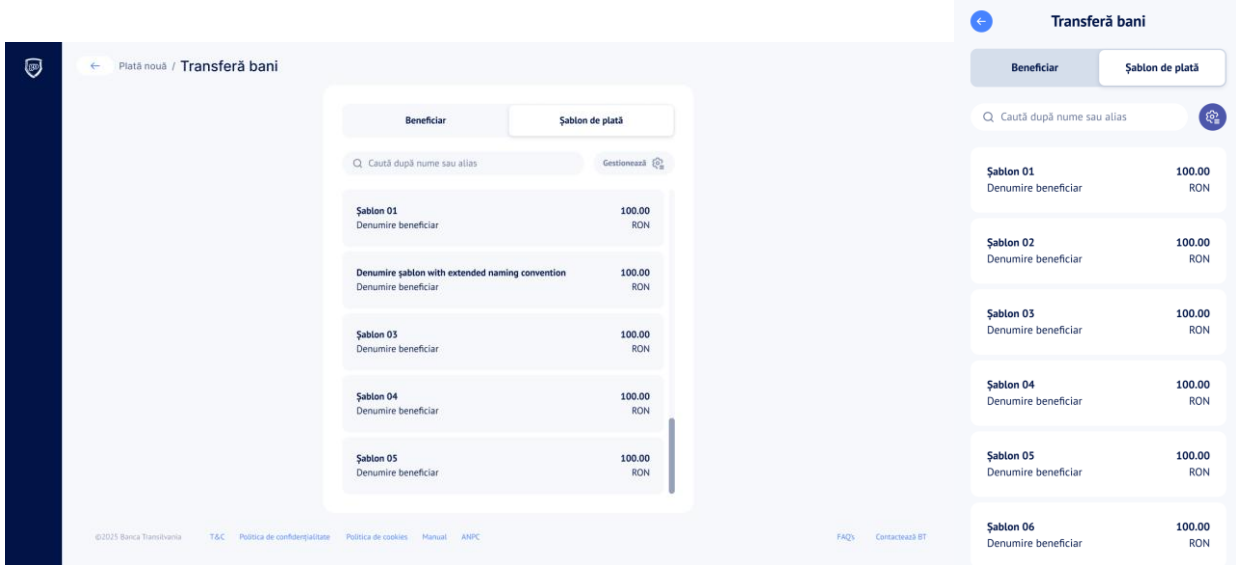 Plată nouă / Transferă bani
Beneficiar
Șablon de plată
Caută după nume sau alias
Gestionează
Șablon 01
100.00
Denumire beneficiar
RON
Denumire șablon with extended naming convention
100.00
Denumire beneficiar
RON
Șablon 03
100.00
Denumire beneficiar
RON
Șablon 04
100.00
Denumire beneficiar
RON
Șablon 05
100.00
Denumire beneficiar
RON
©2025 Banca Transilvania
T&C
Politica de confidențialitate
Politica de cookies
Manual
ANPC
FAQ's
Contactează BT
Transferă bani
Beneficiar
Șablon de plată
Caută după nume sau alias
Șablon 01
100.00
Denumire beneficiar
RON
Șablon 02
100.00
Denumire beneficiar
RON
Șablon 03
100.00
Denumire beneficiar
RON
Șablon 04
100.00
Denumire beneficiar
RON
Șablon 05
100.00
Denumire beneficiar
RON
Șablon 06
100.00
Denumire beneficiar
RON